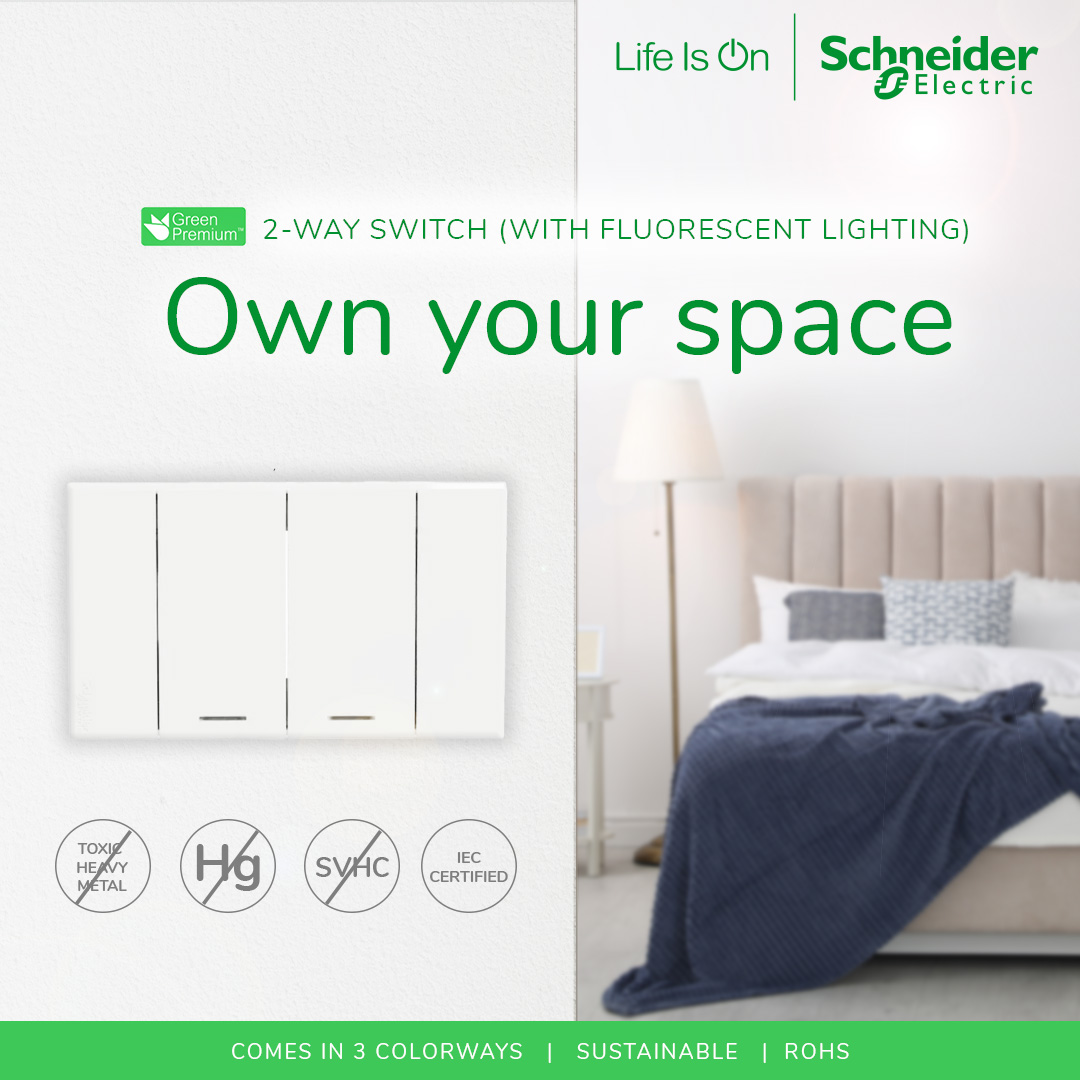 Life Is On
Schneider
Electric
Green
Premium™
2-WAY SWITCH (WITH FLUORESCENT LIGHTING)
Own your space
TOXIC
HEAVY
METAL
Hg
SVHC
IEC
CERTIFIED
COMES IN 3 COLORWAYS | SUSTAINABLE | ROHS